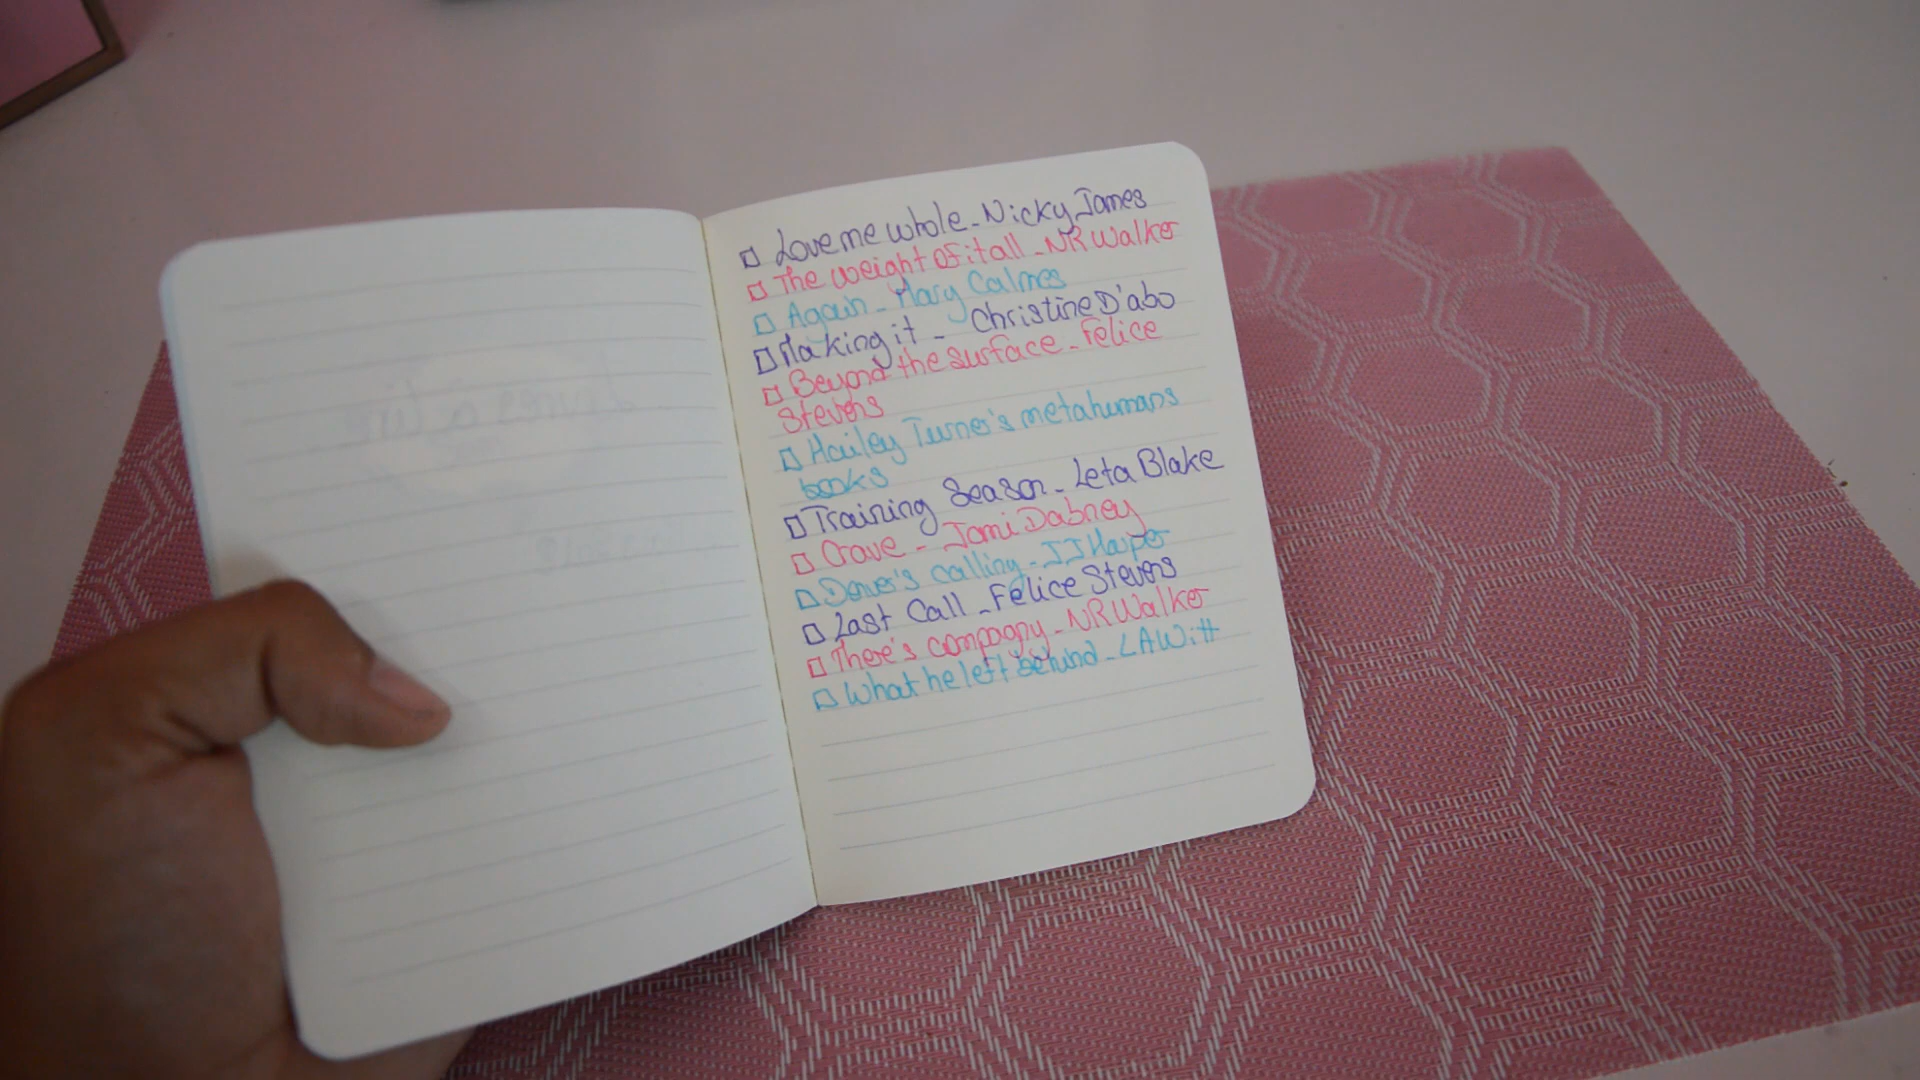 Love me whole - Nicky James
The weight of it all - NR Walker
Again - Mary Calmes
Making it - Christine D'abo
Beyond the surface - Felice
Stevens
Hailey Turner's metahumans
books
Training Season - Leta Blake
Crave - Jami Dabney
Denver's calling - JJ Harper
Last Call - Felice Stevens
There's compagny - NR Walker
What he left behind - LA Witt